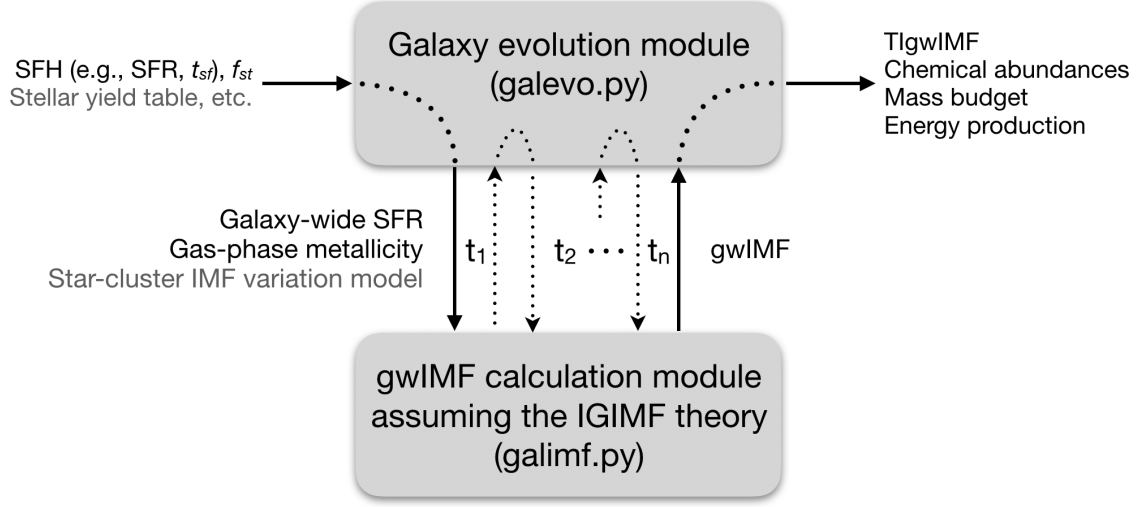 Galaxy evolution module
(galevo.py)
SFH (e.g., SFR, tsf), fst
Stellar yield table, etc.
TIgwIMF
Chemical abundances
Mass budget
Energy production
Galaxy-wide SFR
Gas-phase metallicity
Star-cluster IMF variation model
t1
t2 ··· tn
gwIMF
gwIMF calculation module
assuming the IGIMF theory
(galimf.py)